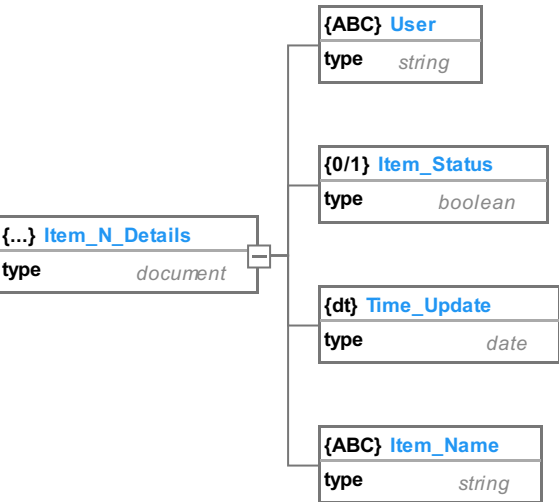 {ABC} User
type string
{0/1} Item_Status
type boolean
{...} Item_N_Details
type document
{dt} Time_Update
type date
{ABC} Item_Name
type string